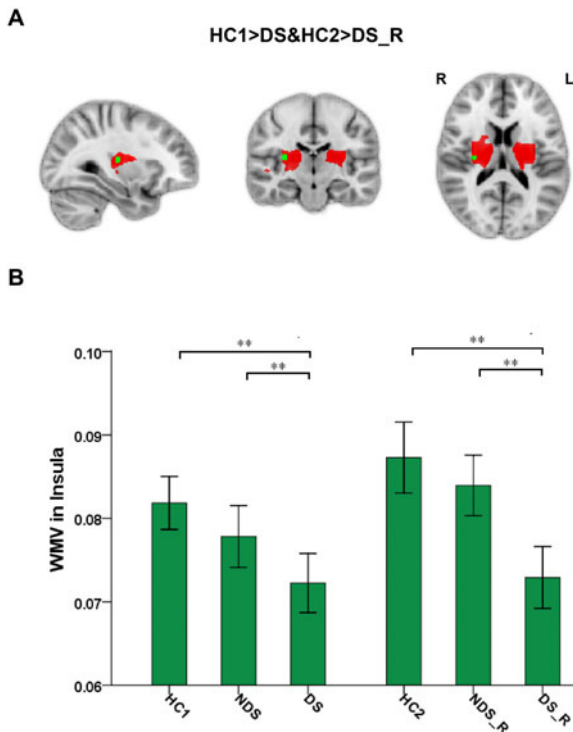 A
HC1>DS&HC2>DS_R
R
L
B
**
**
**
**
0.10
0.09
0.08
0.07
0.06
WMV in Insula
HC1
NDS
DS
HC2
NDS_R
DS_R